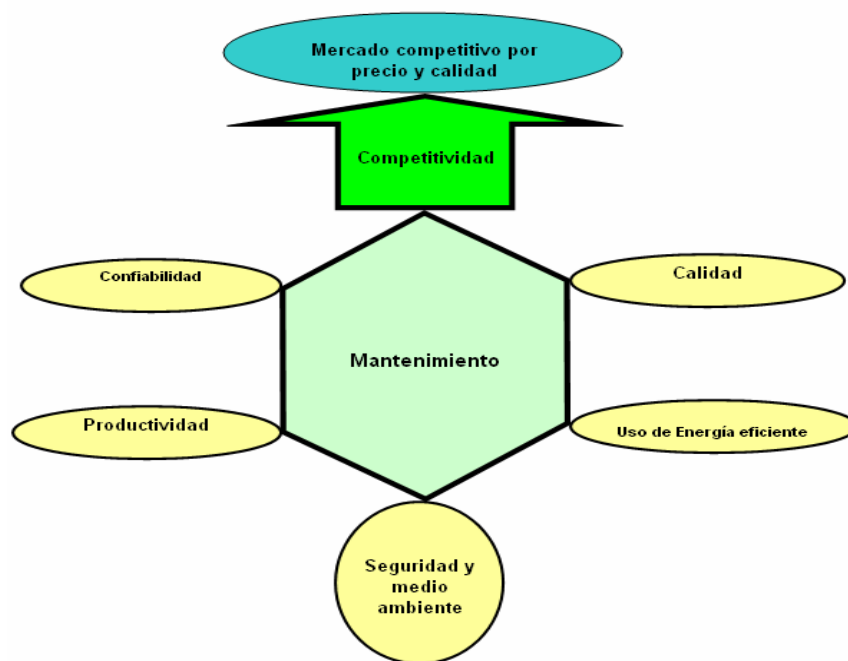 Mercado competitivo por
precio y calidad
Competitividad
Confiabilidad
Calidad
Mantenimiento
Productividad
Uso de Energía eficiente
Seguridad y
medio
ambiente